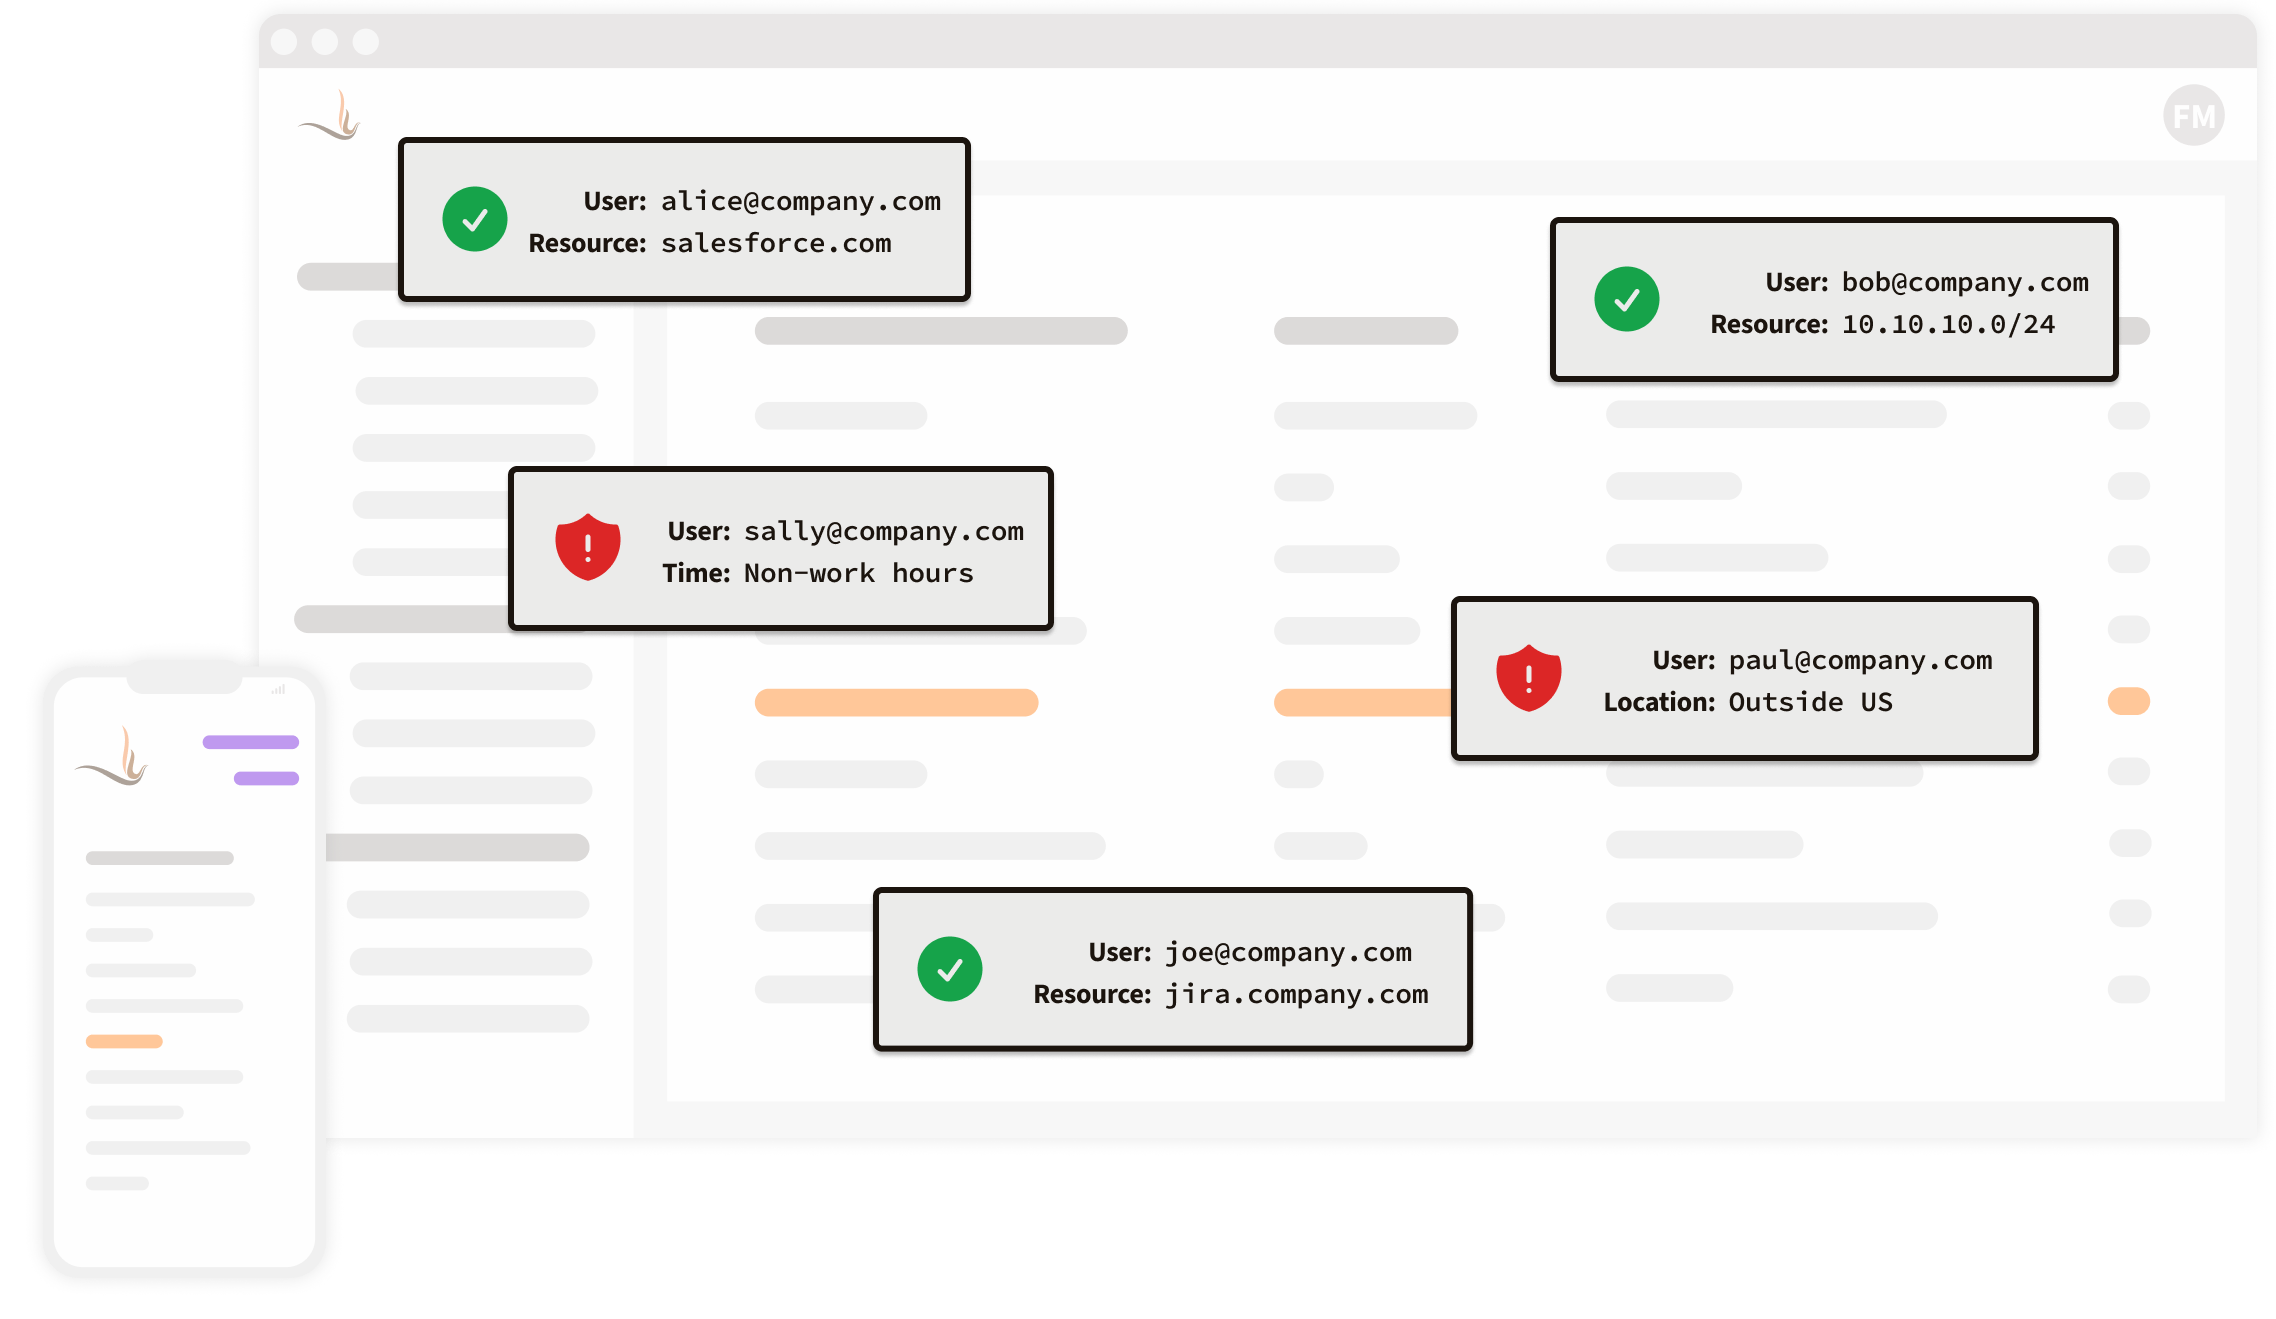 FM
User: alice@company.com
Resource: salesforce.com
User: bob@company.com
Resource: 10.10.10.0/24
User: sally@company.com
Time: Non-work hours
User: paul@company.com
Location: Outside US
User: joe@company.com
Resource: jira.company.com